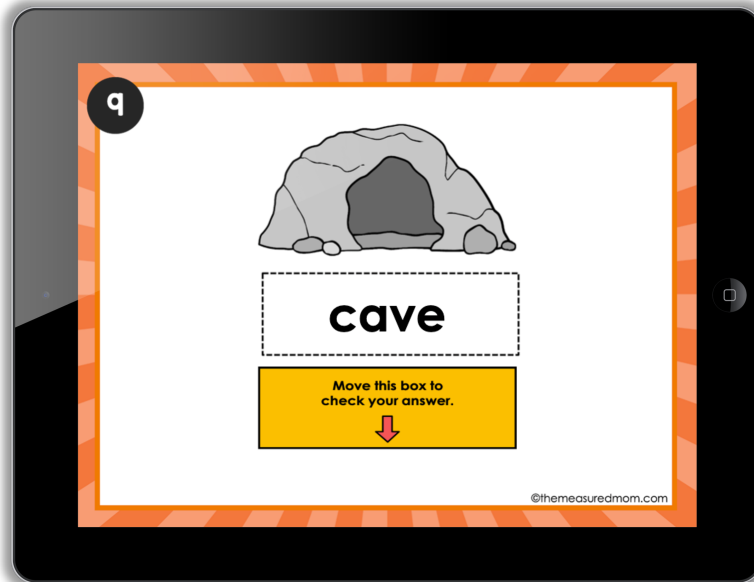 q
cave
Move this box to
check your answer.
©themeasuredmom.com